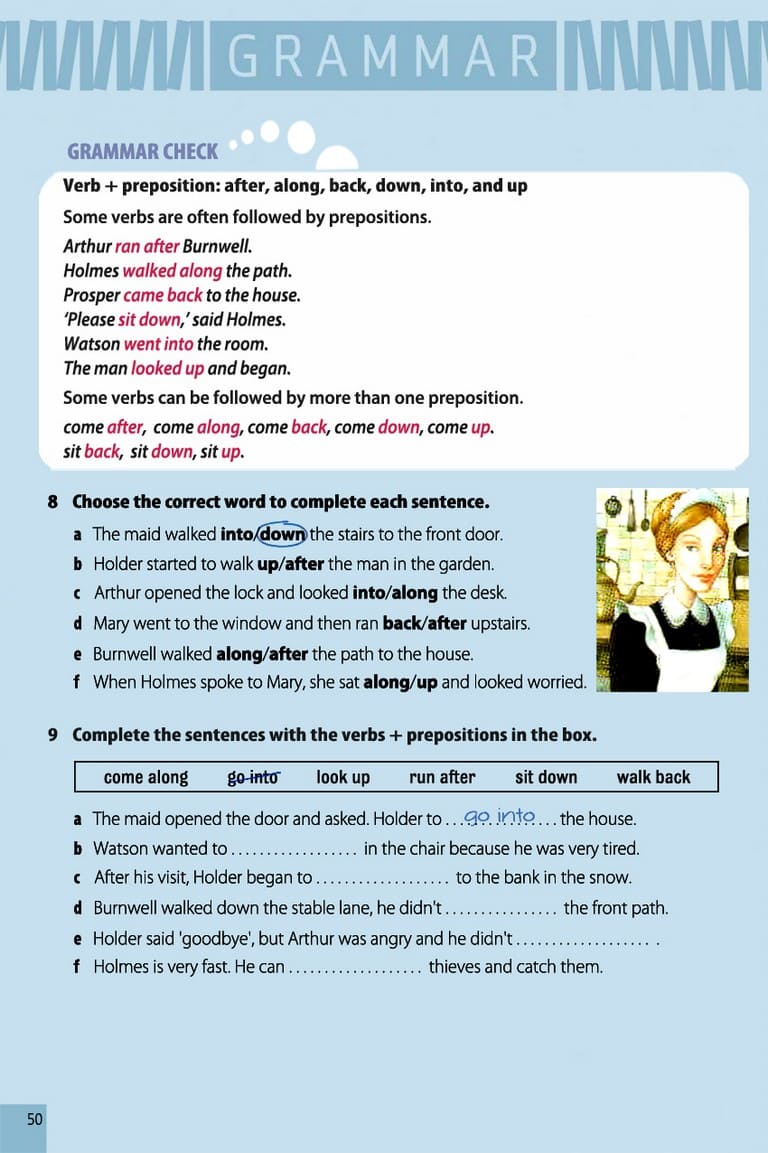 GRAMMAR
GRAMMAR CHECK
Verb + preposition: after, along, back, down, into, and up
Some verbs are often followed by prepositions.
Arthur ran after Burnwell.
Holmes walked along the path.
Prosper came back to the house.
'Please sit down,' said Holmes.
Watson went into the room.
The man looked up and began.
Some verbs can be followed by more than one preposition.
come after, come along, come back, come down, come up.
sit back, sit down, sit up.
8 Choose the correct word to complete each sentence.
a The maid walked into/down the stairs to the front door.
b Holder started to walk up/after the man in the garden.
c Arthur opened the lock and looked into/along the desk.
d Mary went to the window and then ran back/after upstairs.
e Burnwell walked along/after the path to the house.
f When Holmes spoke to Mary, she sat along/up and looked worried.
9 Complete the sentences with the verbs + prepositions in the box.
come along go into look up run after sit down walk back
a The maid opened the door and asked. Holder to ... go into ... the house.
b Watson wanted to .................. in the chair because he was very tired.
c After his visit, Holder began to ................... to the bank in the snow.
d Burnwell walked down the stable lane, he didn't ................ the front path.
e Holder said 'goodbye', but Arthur was angry and he didn't .................... .
f Holmes is very fast. He can ................... thieves and catch them.
50